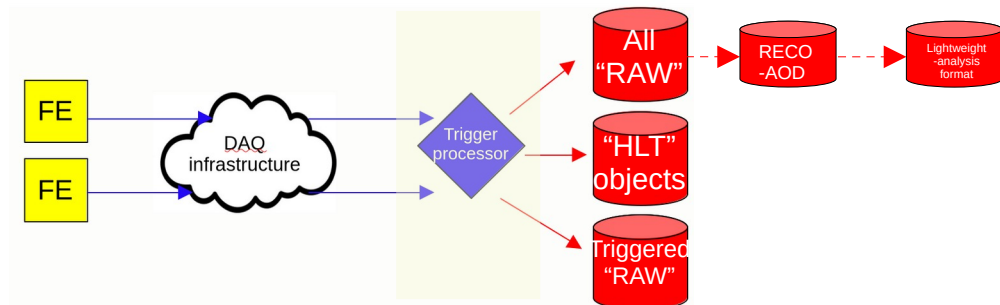 FE
FE
DAQ
infrastructure
Trigger
processor
All
“RAW”
“HLT”
objects
Triggered
“RAW”
RECO
-AOD
Lightweight
-analysis
format